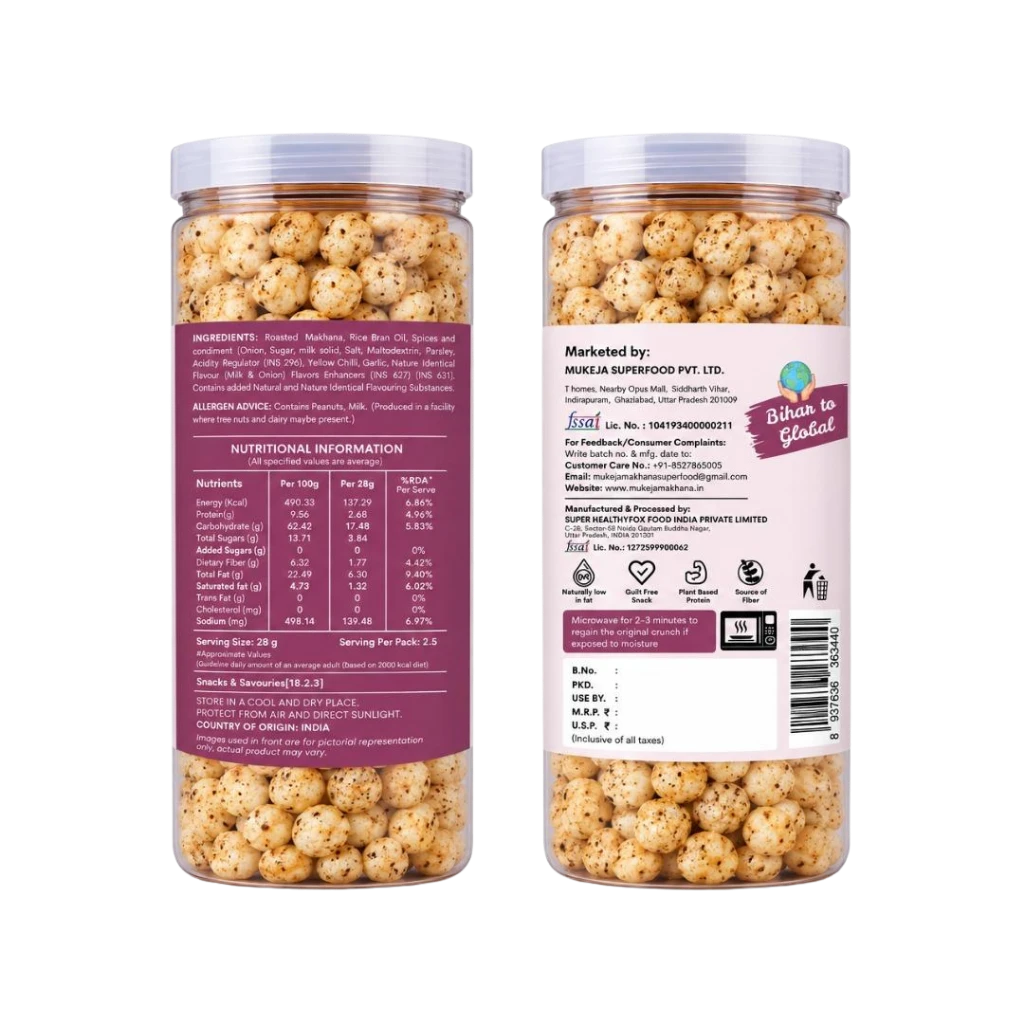 INGREDIENTS: Roasted Makhana, Rice Bran Oil, Spices and
condiment (Onion, Sugar, milk solid, Salt, Maltodextrin, Parsley,
Acidity Regulator (INS 296), Yellow Chilli, Garlic, Nature Identical
Flavour (Milk & Onion) Flavors Enhancers (INS 627) (INS 631).
Contains added Natural and Nature Identical Flavouring Substances.
ALLERGEN ADVICE: Contains Peanuts, Milk. (Produced in a facility
where tree nuts and dairy maybe present.)
NUTRITIONAL INFORMATION
(All specified values are average)
Nutrients Per 100g Per 28g %RDA* Per Serve
Energy (Kcal) 490.33 137.29 6.86%
Protein(g) 9.56 2.68 4.96%
Carbohydrate (g) 62.42 17.48 5.83%
Total Sugars (g) 13.71 3.84
Added Sugars (g) 0 0 0%
Dietary Fiber (g) 6.32 1.77 4.42%
Total Fat (g) 22.49 6.30 9.40%
Saturated fat (g) 4.73 1.32 6.02%
Trans Fat (g) 0 0 0%
Cholesterol (mg) 0 0 0%
Sodium (mg) 498.14 139.48 6.97%
Serving Size: 28 g Serving Per Pack: 2.5
#Approximate Values
(Guideline daily amount of an average adult (based on 2000 kcal diet)
Snacks & Savouries[18.2.3]
STORE IN A COOL AND DRY PLACE.
PROTECT FROM AIR AND DIRECT SUNLIGHT.
COUNTRY OF ORIGIN: INDIA
Images used in front are for pictorial representation
only, actual product may vary.
Marketed by:
MUKEJA SUPERFOOD PVT. LTD.
T homes, Nearby Opus Mall, Siddharth Vihar,
Indirapuram, Ghaziabad, Uttar Pradesh 201009
fssai Lic. No. : 10419340000211
For Feedback/Consumer Complaints:
Write batch no. & mfg. date to:
Customer Care No.: +91-8527865005
Email: mukejamakhanasuperfood@gmail.com
Website: www.mukejamakhana.in
Bihar to
Global
Manufactured & Processed by:
SUPER HEALTHYFOX FOOD INDIA PRIVATE LIMITED
C-28, Sector-58 Noida Gautam Buddha Nagar,
Uttar Pradesh, INDIA 201301
fssai Lic. No.: 1272599900062
Naturally low
in fat
Guilt Free
Snack
Plant Based
Protein
Source of
Fiber
Microwave for 2-3 minutes to
regain the original crunch if
exposed to moisture
B.No. :
PKD. :
USE BY. :
M.R.P. ₹ :
U.S.P. ₹ :
(Inclusive of all taxes)
8 937636 363440